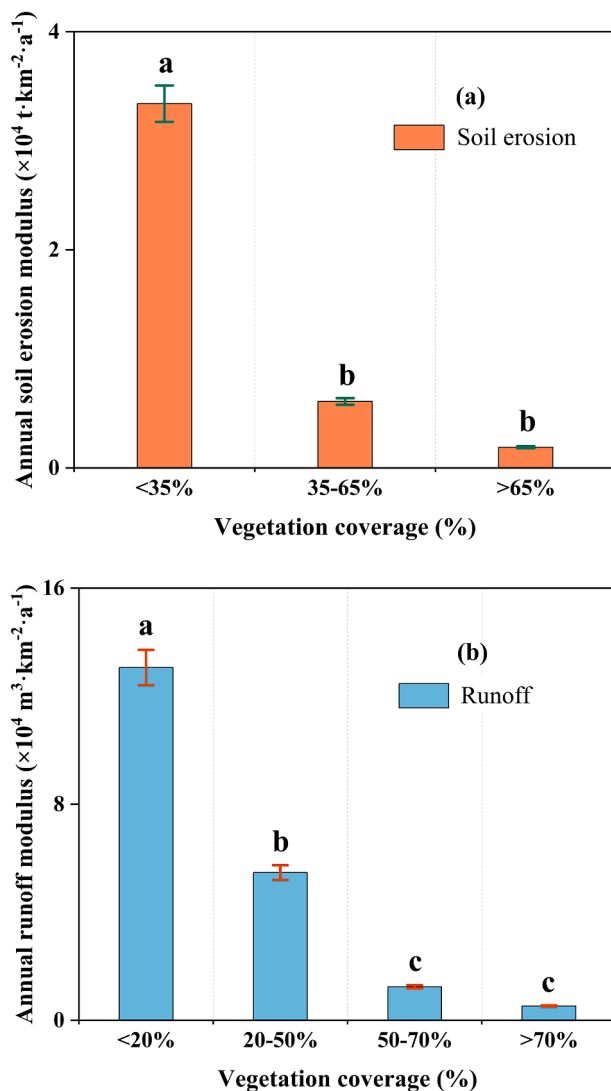 Annual soil erosion modulus (×10⁴ t·km⁻²·a⁻¹)
4
2
0
a
b
b
(a)
Soil erosion
<35%
35-65%
>65%
Vegetation coverage (%)
Annual runoff modulus (×10⁴ m³·km⁻²·a⁻¹)
16
8
0
a
b
c
c
(b)
Runoff
<20%
20-50%
50-70%
>70%
Vegetation coverage (%)